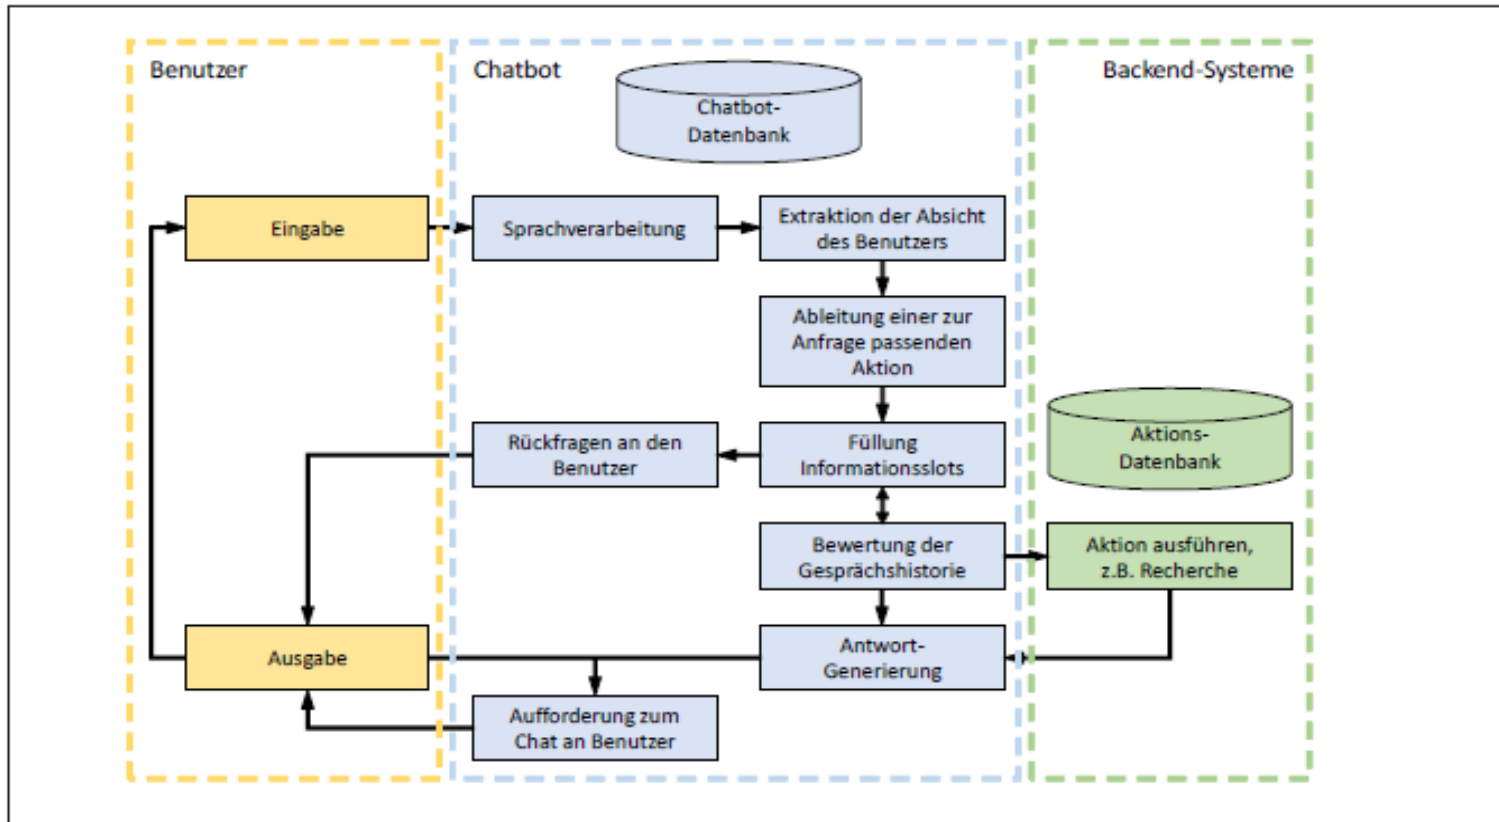 Benutzer
Chatbot
Backend-Systeme
Chatbot-
Datenbank
Eingabe
Sprachverarbeitung
Extraktion der Absicht
des Benutzers
Ableitung einer zur
Anfrage passenden
Aktion
Rückfragen an den
Benutzer
Füllung
Informationsslots
Aktions-
Datenbank
Bewertung der
Gesprächshistorie
Aktion ausführen,
z.B. Recherche
Ausgabe
Antwort-
Generierung
Aufforderung zum
Chat an Benutzer